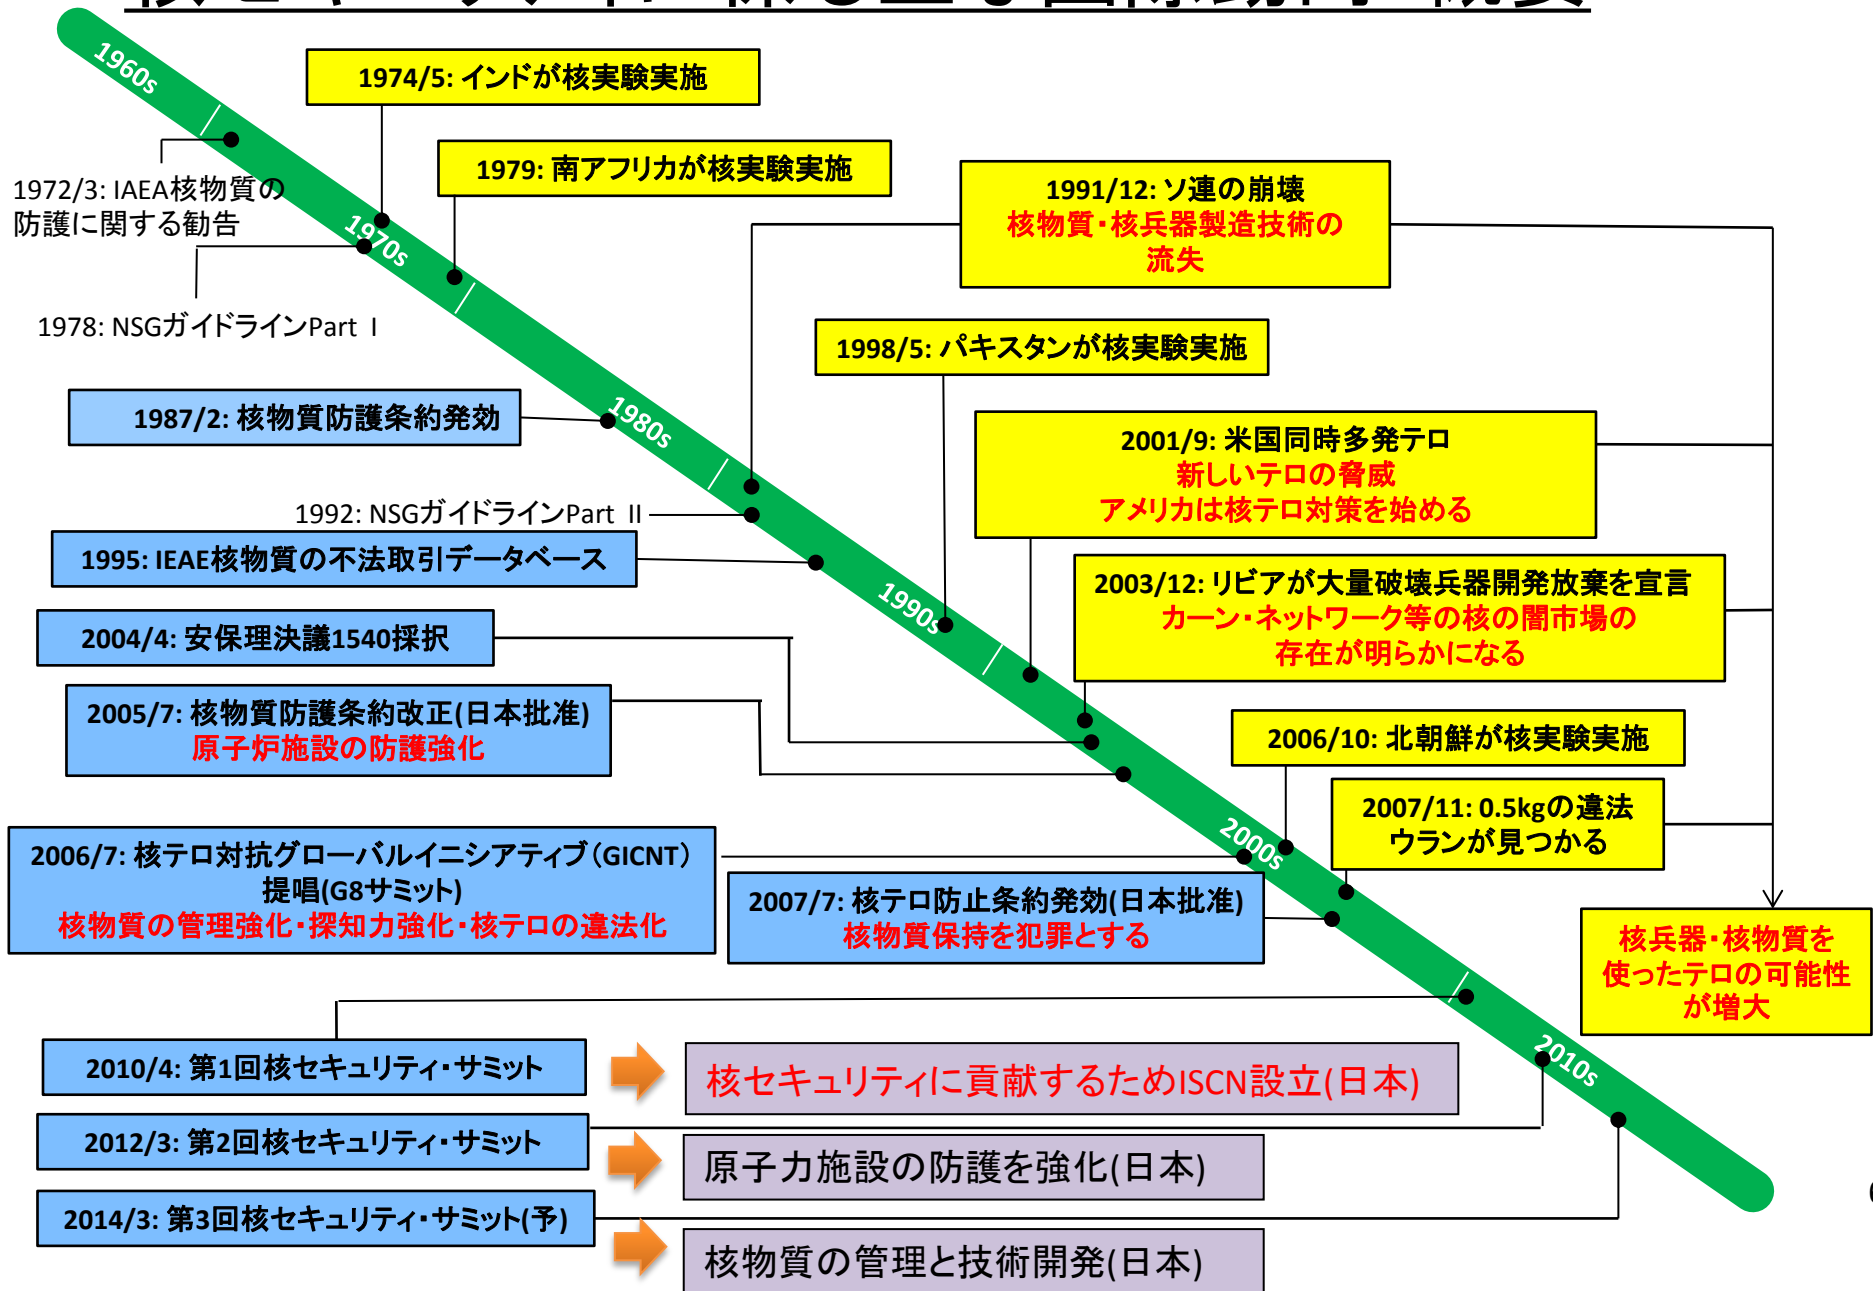 1960s
1974/5: インドが核実験実施
1979: 南アフリカが核実験実施
1972/3: IAEA核物質の
防護に関する勧告
1970s
1991/12: ソ連の崩壊
核物質・核兵器製造技術の
流失
1978: NSGガイドラインPart I
1998/5: パキスタンが核実験実施
1987/2: 核物質防護条約発効
1980s
2001/9: 米国同時多発テロ
新しいテロの脅威
アメリカは核テロ対策を始める
1992: NSGガイドラインPart II
1995: IEAE核物質の不法取引データベース
1990s
2003/12: リビアが大量破壊兵器開発放棄を宣言
カーン・ネットワーク等の核の闇市場の
存在が明らかになる
2004/4: 安保理決議1540採択
2005/7: 核物質防護条約改正(日本批准)
原子炉施設の防護強化
2006/10: 北朝鮮が核実験実施
2007/11: 0.5kgの違法
ウランが見つかる
2000s
2006/7: 核テロ対抗グローバルイニシアティブ（GICNT）
提唱(G8サミット)
核物質の管理強化・探知力強化・核テロの違法化
2007/7: 核テロ防止条約発効(日本批准)
核物質保持を犯罪とする
核兵器・核物質を
使ったテロの可能性
が増大
2010s
2010/4: 第1回核セキュリティ・サミット
核セキュリティに貢献するためISCN設立(日本)
2012/3: 第2回核セキュリティ・サミット
原子力施設の防護を強化(日本)
2014/3: 第3回核セキュリティ・サミット(予)
核物質の管理と技術開発(日本)